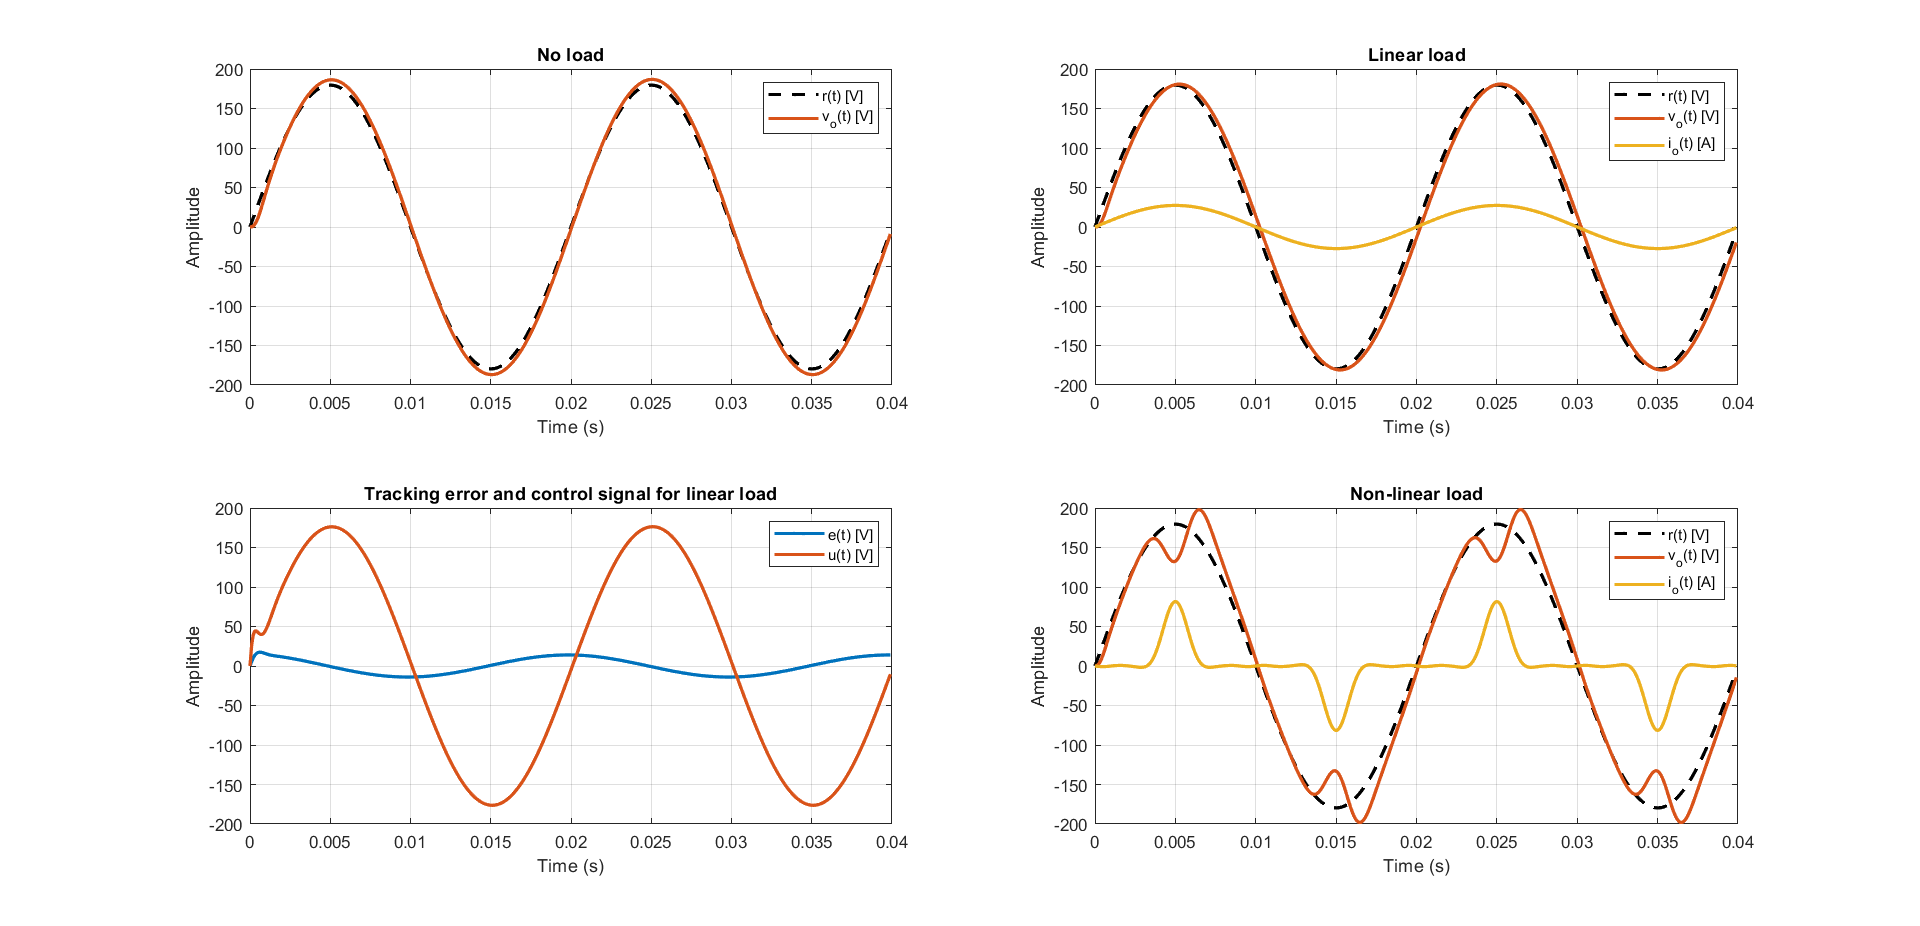 No load
200
150
100
50
0
-50
-100
-150
-200
Amplitude
r(t) [V]
vo(t) [V]
0 0.005 0.01 0.015 0.02 0.025 0.03 0.035 0.04
Time (s)
Linear load
200
150
100
50
0
-50
-100
-150
-200
Amplitude
r(t) [V]
vo(t) [V]
io(t) [A]
0 0.005 0.01 0.015 0.02 0.025 0.03 0.035 0.04
Time (s)
Tracking error and control signal for linear load
200
150
100
50
0
-50
-100
-150
-200
Amplitude
e(t) [V]
u(t) [V]
0 0.005 0.01 0.015 0.02 0.025 0.03 0.035 0.04
Time (s)
Non-linear load
200
150
100
50
0
-50
-100
-150
-200
Amplitude
r(t) [V]
vo(t) [V]
io(t) [A]
0 0.005 0.01 0.015 0.02 0.025 0.03 0.035 0.04
Time (s)